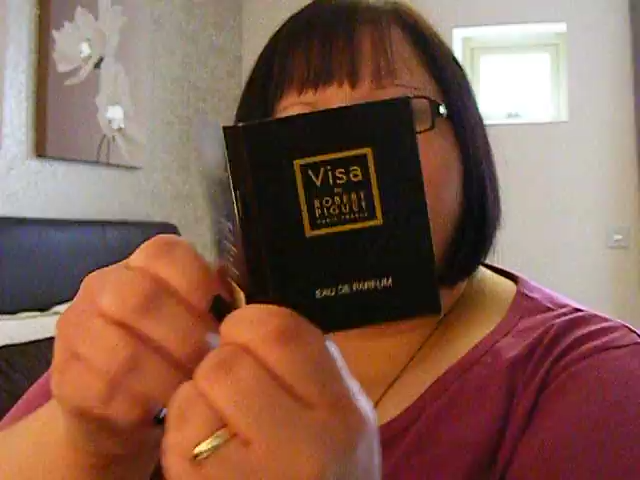 Visa
BY
ROBERT
PIGUET
PARIS FRANCE
EAU DE PARFUM